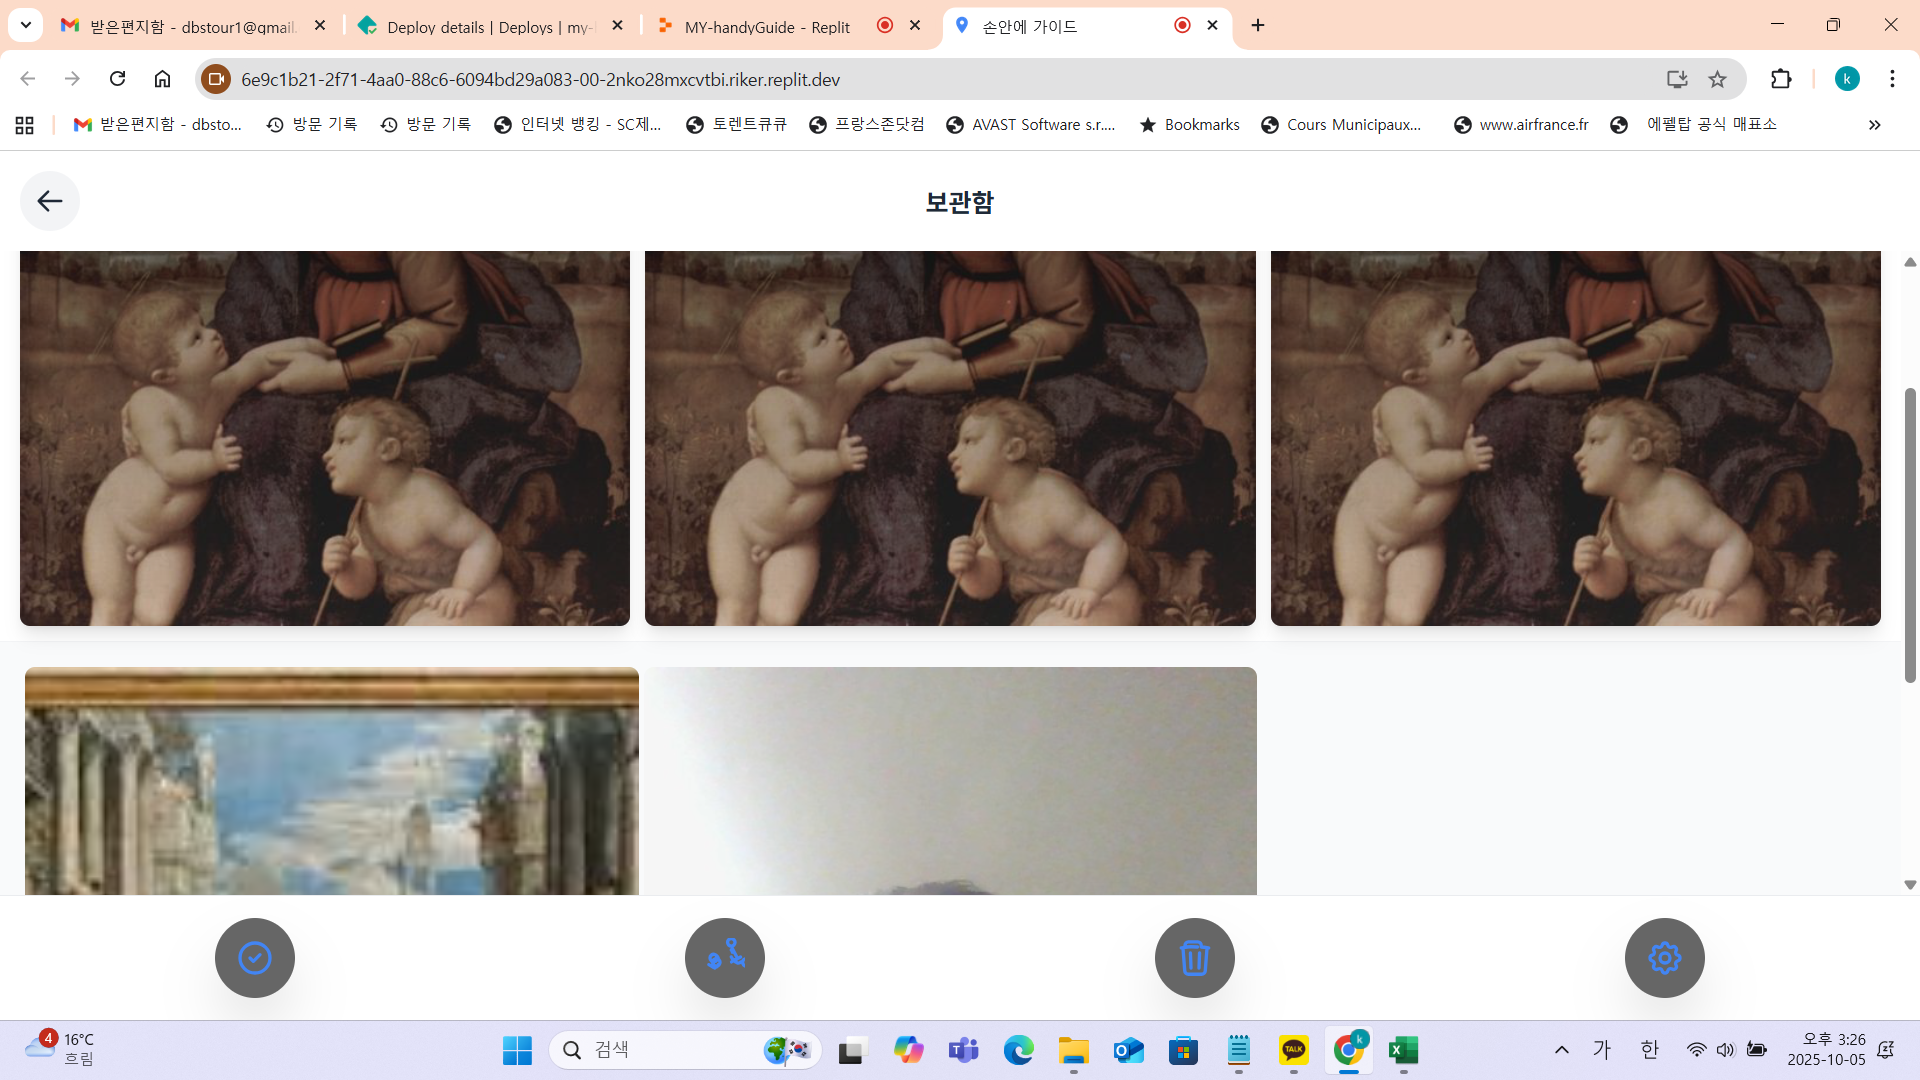 받은편지함 - dbstour1@gmail.
Deploy details | Deploys | my-
MY-handyGuide - Replit
손안에 가이드
6e9c1b21-2f71-4aa0-88c6-6094bd29a083-00-2nko28mxcvtbi.riker.replit.dev
k
받은편지함 - dbsto...
방문 기록
방문 기록
인터넷 뱅킹 - SC제...
토렌트큐큐
프랑스존닷컴
AVAST Software s.r....
Bookmarks
Cours Municipaux...
www.airfrance.fr
에펠탑 공식 매표소
보관함
4
16°C
흐림
검색
TALK
k
가
한
오후 3:26
2025-10-05